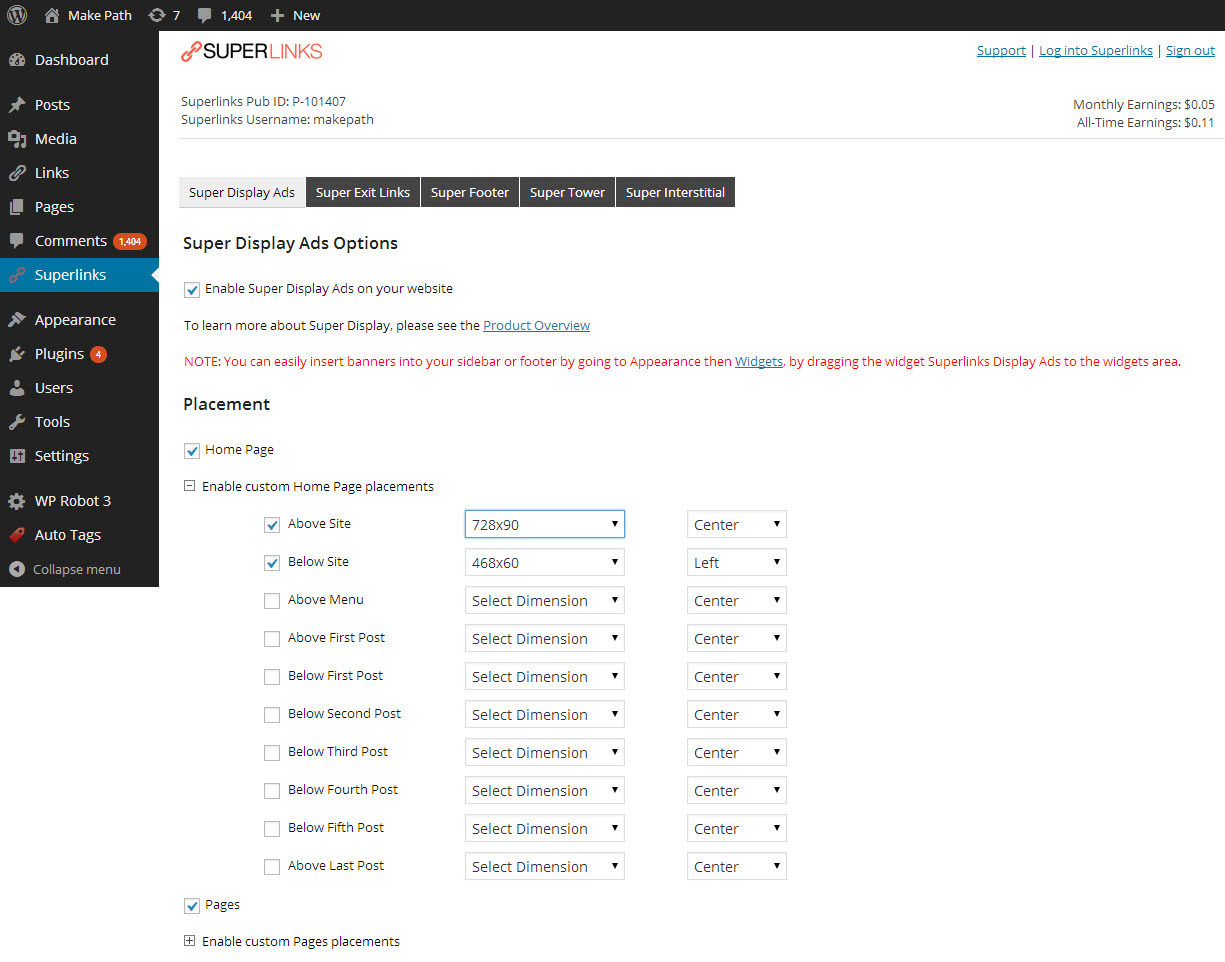 Make Path 7 1,404 New
Dashboard
Posts
Media
Links
Pages
Comments 1,404
Superlinks
Appearance
Plugins 4
Users
Tools
Settings
WP Robot 3
Auto Tags
Collapse menu
SUPERLINKS
Support | Log into Superlinks | Sign out
Superlinks Pub ID: P-101407
Superlinks Username: makepath
Monthly Earnings: $0.05
All-Time Earnings: $0.11
Super Display Ads Super Exit Links Super Footer Super Tower Super Interstitial
Super Display Ads Options
Enable Super Display Ads on your website
To learn more about Super Display, please see the Product Overview
NOTE: You can easily insert banners into your sidebar or footer by going to Appearance then Widgets, by dragging the widget Superlinks Display Ads to the widgets area.
Placement
Home Page
Enable custom Home Page placements
Above Site 728x90 Center
Below Site 468x60 Left
Above Menu Select Dimension Center
Above First Post Select Dimension Center
Below First Post Select Dimension Center
Below Second Post Select Dimension Center
Below Third Post Select Dimension Center
Below Fourth Post Select Dimension Center
Below Fifth Post Select Dimension Center
Above Last Post Select Dimension Center
Pages
Enable custom Pages placements